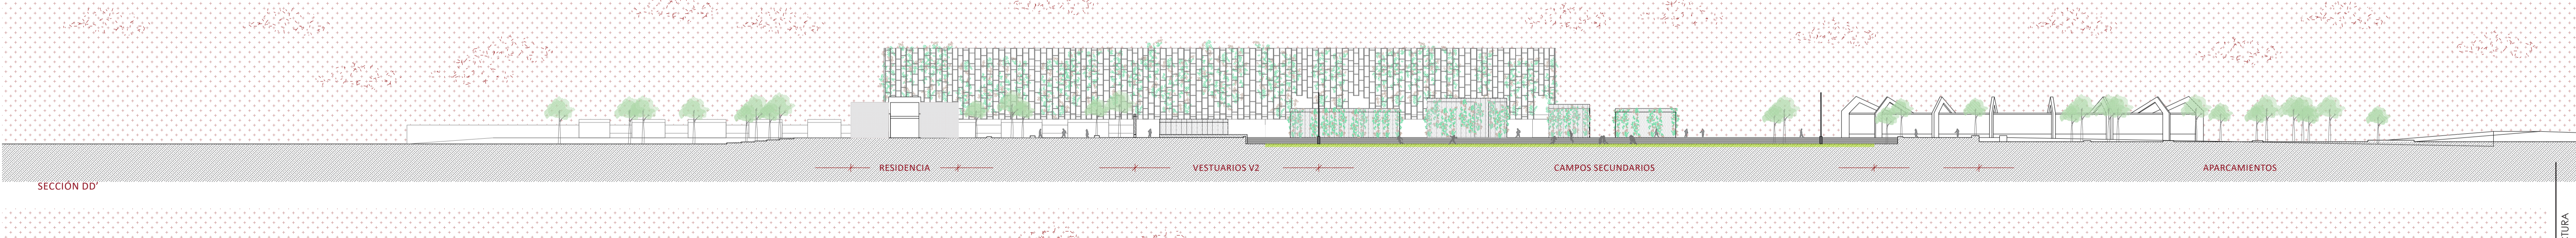 RESIDENCIA
VESTUARIOS V2
CAMPOS SECUNDARIOS
APARCAMIENTOS
SECCIÓN DD'
TURA